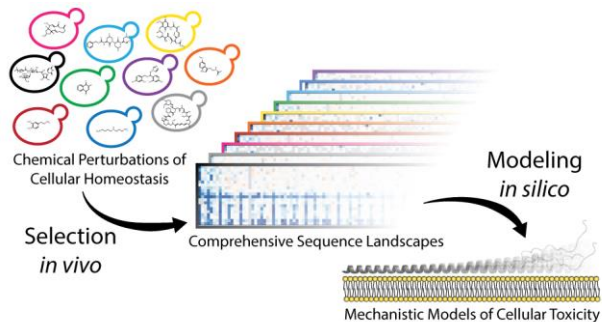 Chemical Perturbations of
Cellular Homeostasis
Selection
in vivo
Comprehensive Sequence Landscapes
Modeling
in silico
Mechanistic Models of Cellular Toxicity